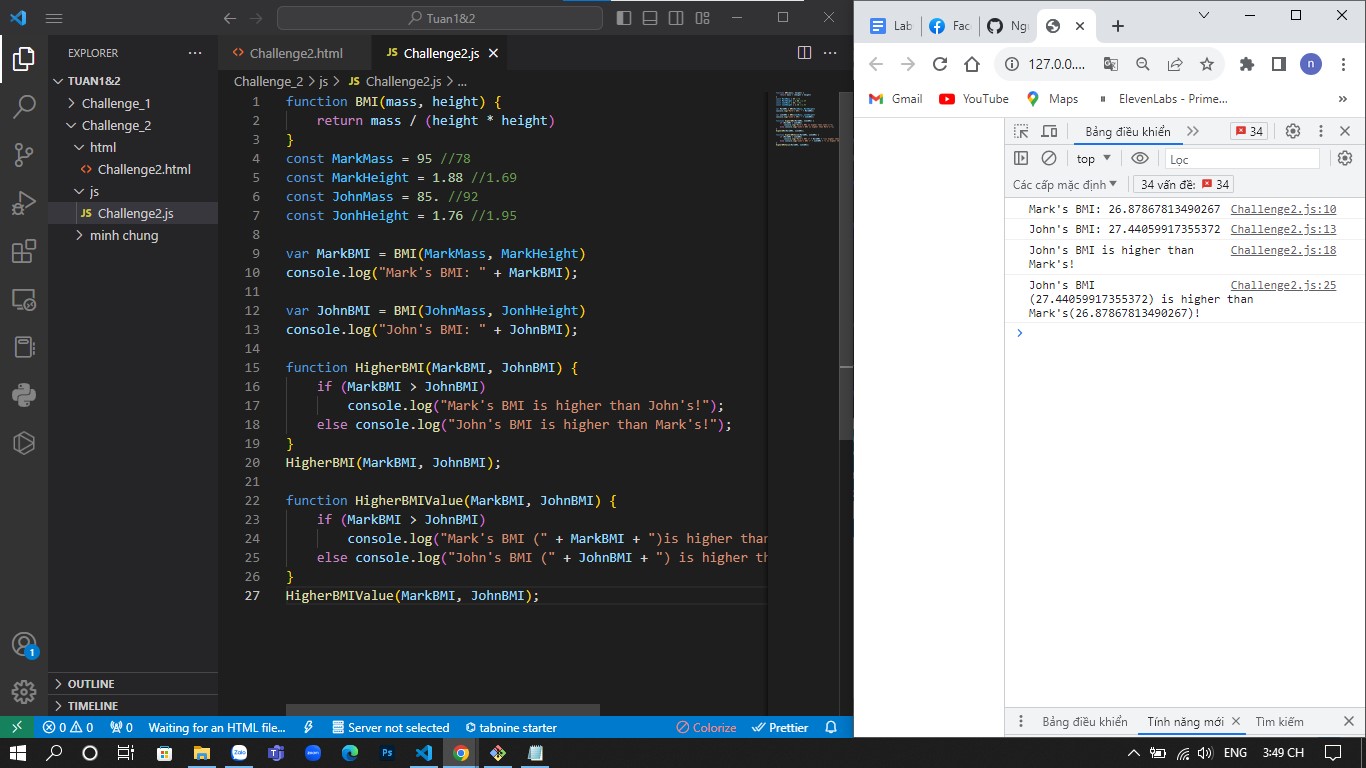 Tuan1&2
EXPLORER
TUAN1&2
Challenge_1
Challenge_2
html
Challenge2.html
js
JS Challenge2.js
minh chung
OUTLINE
TIMELINE
Challenge2.html
JS Challenge2.js
Challenge_2 > js > JS Challenge2.js > ...
1 function BMI(mass, height) {
2 return mass / (height * height)
3 }
4 const MarkMass = 95 //78
5 const MarkHeight = 1.88 //1.69
6 const JohnMass = 85. //92
7 const JonhHeight = 1.76 //1.95
8
9 var MarkBMI = BMI(MarkMass, MarkHeight)
10 console.log("Mark's BMI: " + MarkBMI);
11
12 var JohnBMI = BMI(JohnMass, JonhHeight)
13 console.log("John's BMI: " + JohnBMI);
14
15 function HigherBMI(MarkBMI, JohnBMI) {
16 if (MarkBMI > JohnBMI)
17 console.log("Mark's BMI is higher than John's!");
18 else console.log("John's BMI is higher than Mark's!");
19 }
20 HigherBMI(MarkBMI, JohnBMI);
21
22 function HigherBMIValue(MarkBMI, JohnBMI) {
23 if (MarkBMI > JohnBMI)
24 console.log("Mark's BMI (" + MarkBMI + ")is higher than
25 else console.log("John's BMI (" + JohnBMI + ") is higher th
26 }
27 HigherBMIValue(MarkBMI, JohnBMI);
1
0 0 0 Waiting for an HTML file... Server not selected tabnine starter Colorize Prettier
Lab Fac Ngu
127.0.0.... n
Gmail YouTube Maps ElevenLabs - Prime... »
Bảng điều khiển 34
top Lọc
Các cấp mặc định 34 vấn đề: 34
Mark's BMI: 26.87867813490267 Challenge2.js:10
John's BMI: 27.44059917355372 Challenge2.js:13
John's BMI is higher than Challenge2.js:18
Mark's!
John's BMI Challenge2.js:25
(27.44059917355372) is higher than
Mark's(26.87867813490267)!
Bảng điều khiển Tính năng mới Tìm kiếm
Zalo zoom Ps ENG 3:49 CH